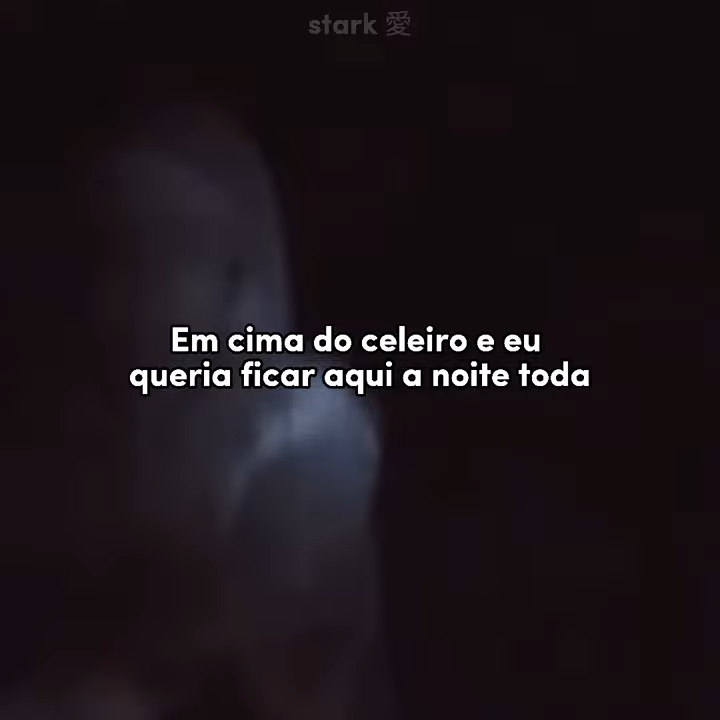 stark 愛
Em cima do celeiro e eu
queria ficar aqui a noite toda